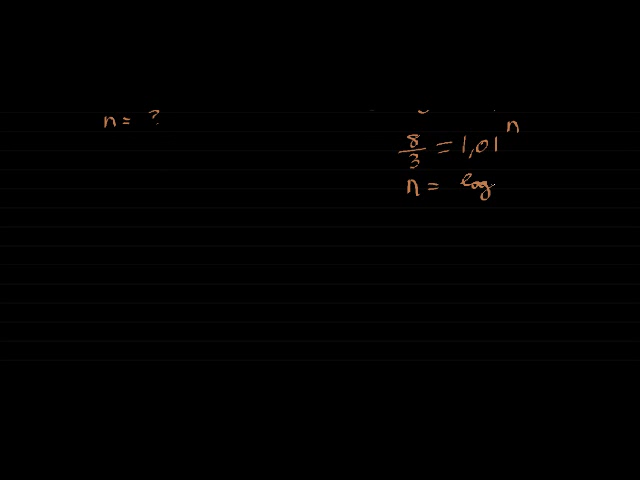 n = ?
8/3 = 1,01^n
n = log